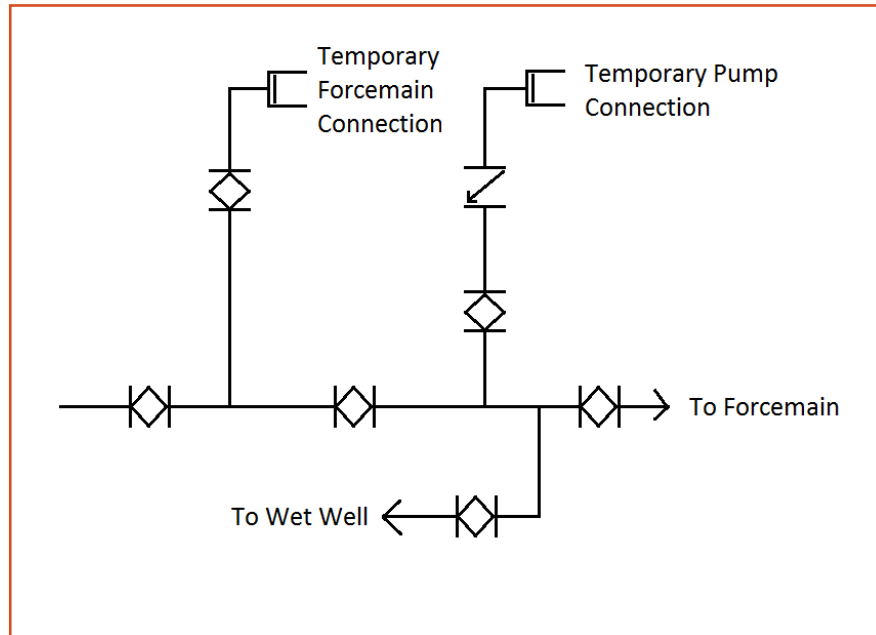 Temporary
Forcemain
Connection
Temporary Pump
Connection
To Forcemain
To Wet Well